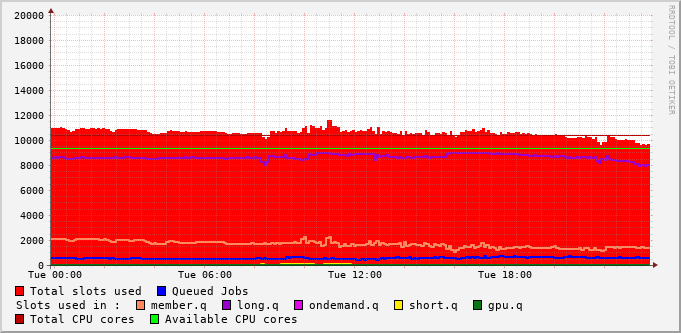 RRDTOOL / TOBI OETIKER
20000
18000
16000
14000
12000
10000
8000
6000
4000
2000
0
Tue 00:00 Tue 06:00 Tue 12:00 Tue 18:00
Total slots used Queued Jobs
Slots used in : member.q long.q ondemand.q short.q gpu.q
Total CPU cores Available CPU cores